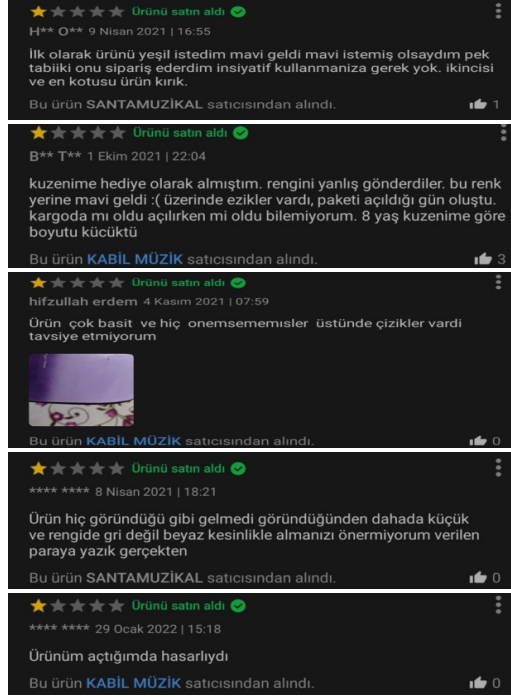 Ürünü satın aldı
H** O** 9 Nisan 2021 | 16:55
İlk olarak ürünü yeşil istedim mavi geldi mavi istemiş olsaydım pek
tabiiki onu sipariş ederdim insiyatif kullanmaniza gerek yok. ikincisi
ve en kotusu ürün kırık.
Bu ürün SANTAMUZİKAL satıcısından alındı.
1
Ürünü satın aldı
B** T** 1 Ekim 2021 | 22:04
kuzenime hediye olarak almıştım. rengini yanlış gönderdiler. bu renk
yerine mavi geldi :( üzerinde ezikler vardı, paketi açıldığı gün oluştu.
kargoda mı oldu açılırken mi oldu bilemiyorum. 8 yaş kuzenime göre
boyutu kücüktü
Bu ürün KABİL MÜZİK satıcısından alındı.
3
Ürünü satın aldı
hifzullah erdem 4 Kasım 2021 | 07:59
Ürün çok basit ve hiç onemsememısler üstünde çizikler vardi
tavsiye etmiyorum
Bu ürün KABİL MÜZİK satıcısından alındı.
0
Ürünü satın aldı
**** **** 8 Nisan 2021 | 18:21
Ürün hiç göründüğü gibi gelmedi göründüğünden dahada küçük
ve rengide gri değil beyaz kesinlikle almanızı önermiyorum verilen
paraya yazık gerçekten
Bu ürün SANTAMUZİKAL satıcısından alındı.
0
Ürünü satın aldı
**** **** 29 Ocak 2022 | 15:18
Ürünüm açtığımda hasarlıydı
Bu ürün KABİL MÜZİK satıcısından alındı.
0